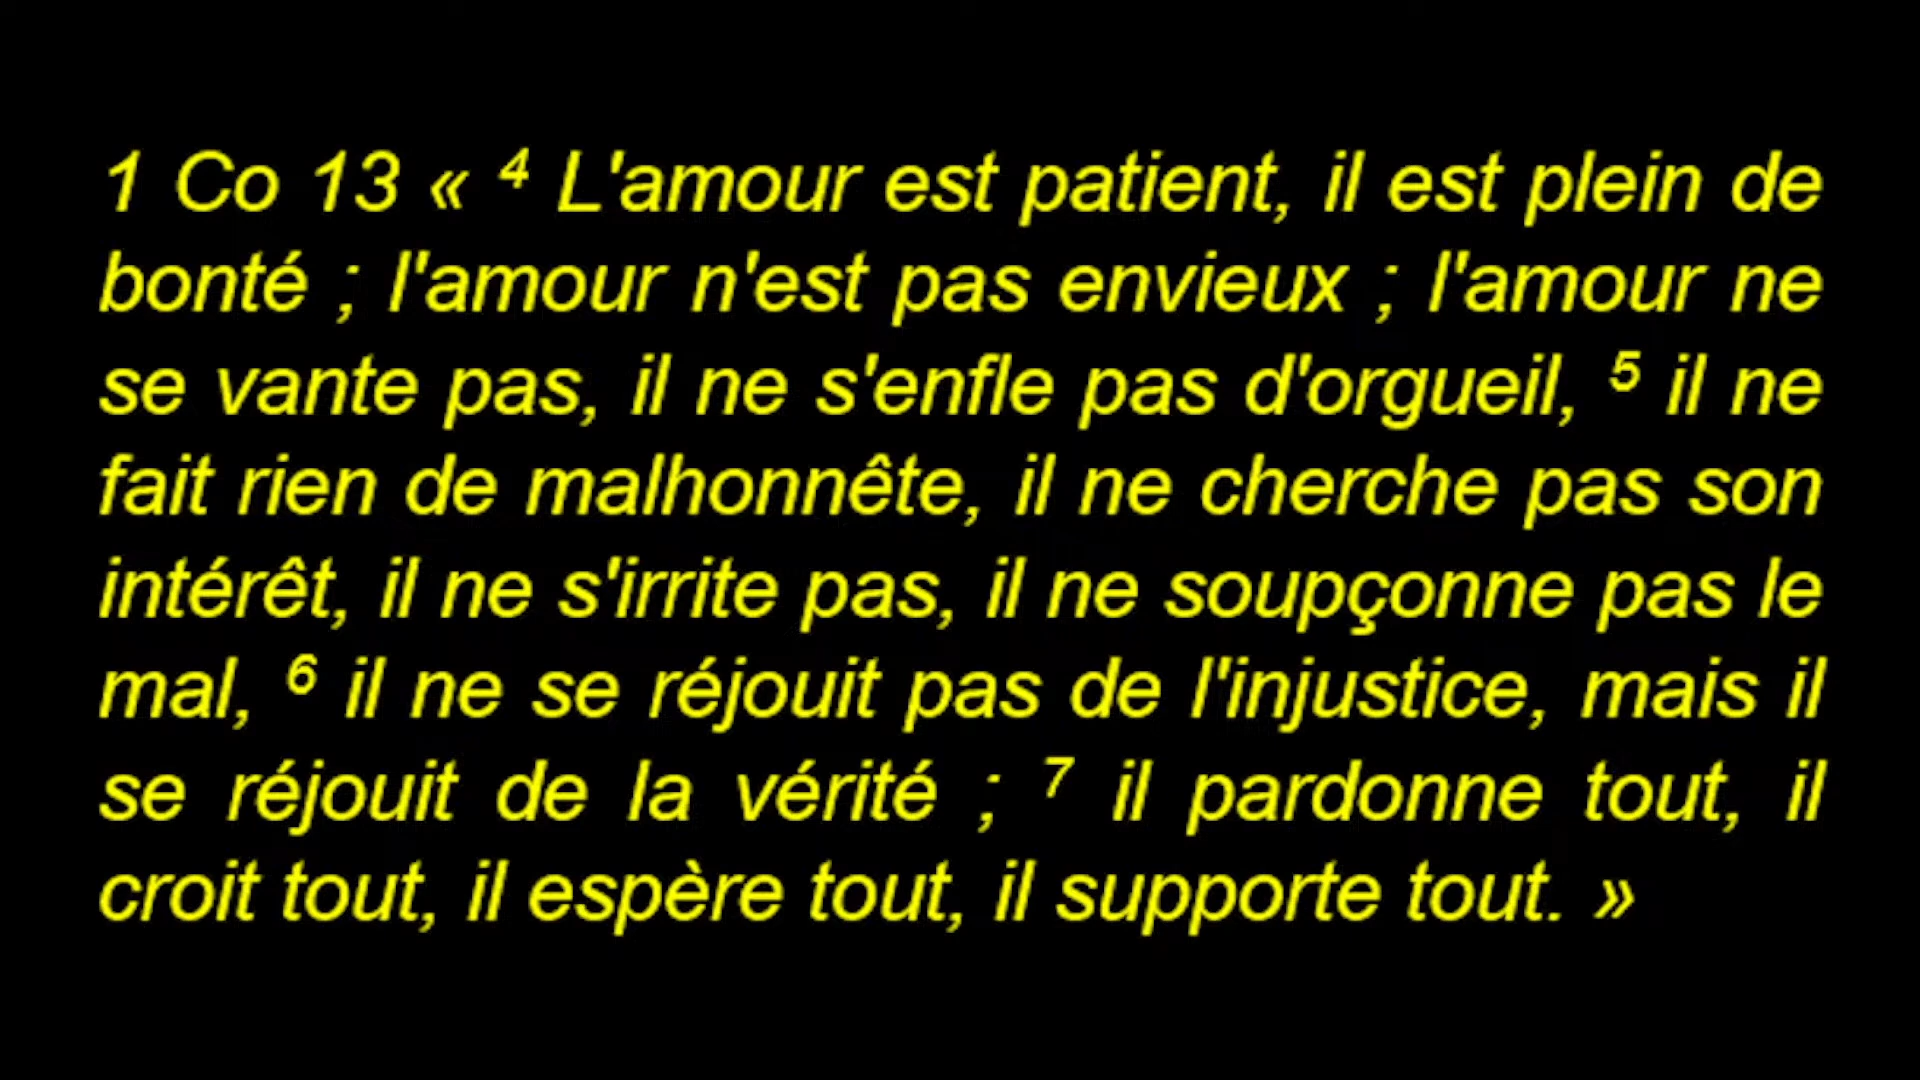 1 Co 13 « ⁴ L'amour est patient, il est plein de
bonté ; l'amour n'est pas envieux ; l'amour ne
se vante pas, il ne s'enfle pas d'orgueil, ⁵ il ne
fait rien de malhonnête, il ne cherche pas son
intérêt, il ne s'irrite pas, il ne soupçonne pas le
mal, ⁶ il ne se réjouit pas de l'injustice, mais il
se réjouit de la vérité ; ⁷ il pardonne tout, il
croit tout, il espère tout, il supporte tout. »